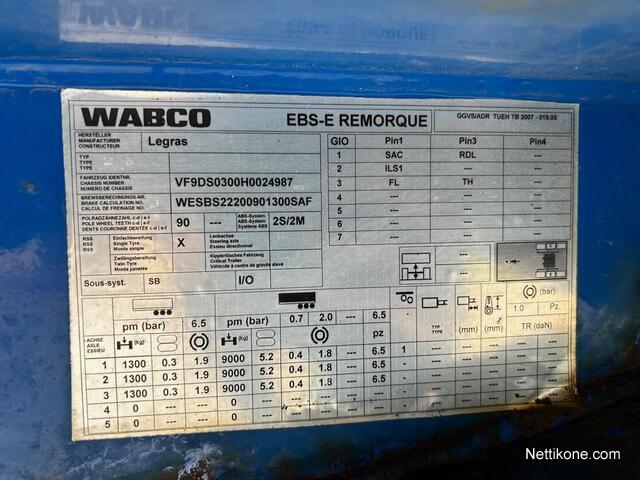 WABCO EBS-E REMORQUE GGVS/ADR TUEH TB 2007 - 019.0X
HERSTELLER
MANUFACTURER
CONSTRUCTEUR
Legras
TYP
TYPE
TYPE
FAHRZEUG IDENTNR.
CHASSIS NUMBER
NUMERO DE CHASSIS
VF9DS0300H0024987
BREMSBERECHNUNGS-NR.
BRAKE CALCULATION NO.
CALCUL DE FREINAGE NO.
WESBS22200901300SAF
POLRADZÄHNEZAHL c-d | e-f
POLE WHEEL TEETH c-d | e-f
DENTS COURONNE DENTÉE c-d | e-f
90 ---
ABS-System
ABS-System
Système ABS
2S/2M
RSS Einfachbereifung
RSS Single Tyre
RSS Monte simple
X
Lenkachse
Steering axle
Essieu directionnel
Zwillingsbereifung
Twin Tyre
Monte jumelée
Kippkritisches Fahrzeug
Critical Trailer
Véhicule à centre de gravité élevé
Sous-syst. SB I/O
GIO Pin1 Pin3 Pin4
1 SAC RDL ---
2 ILS1 --- ---
3 FL TH ---
4 --- --- ---
5 --- --- ---
6 --- --- ---
7 --- --- ---
---
---
pm (bar) 6.5 pm (bar) 0.7 2.0 --- 6.5
(bar)
1.0 Pz
ACHSE
AXLE
ESSIEU
(kg) (kg) pz
TYP
TYPE
(mm) (mm) TR (daN)
1 1300 0.3 1.9 9000 5.2 0.4 1.8 --- 6.5 1 --- --- --- --- ---
2 1300 0.3 1.9 9000 5.2 0.4 1.8 --- 6.5 --- --- --- --- ---
3 1300 0.3 1.9 9000 5.2 0.4 1.8 --- 6.5 --- --- --- --- ---
4 0 --- --- 0 --- --- --- --- --- --- --- --- ---
5 0 --- --- 0 --- --- --- --- --- --- --- --- ---
Nettikone.com